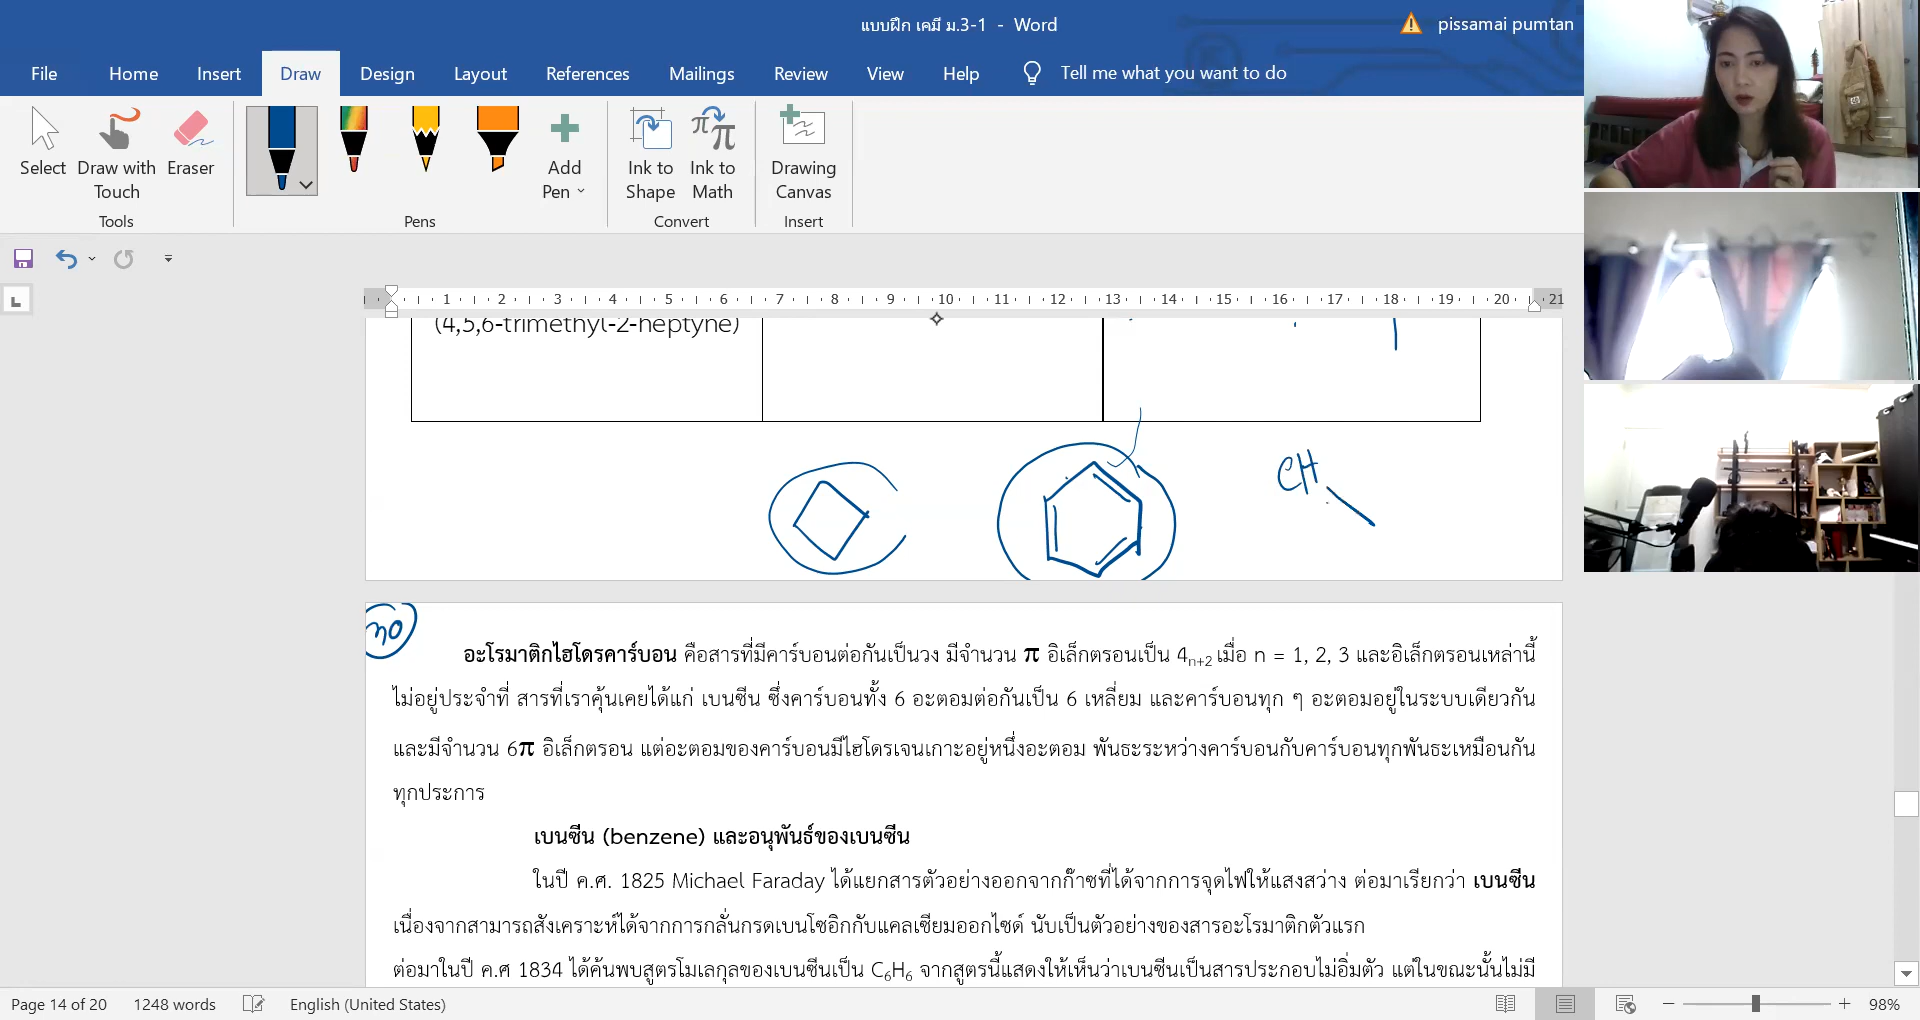 แบบฝึก เคมี ม.3-1 - Word
pissamai pumtan
File Home Insert Draw Design Layout References Mailings Review View Help Tell me what you want to do
Select Draw with Touch Eraser Add Pen Ink to Shape Ink to Math Drawing Canvas
Tools Pens Convert Insert
1 2 3 4 5 6 7 8 9 10 11 12 13 14 15 16 17 18 19 20 21
(4,5,6-trimethyl-2-heptyne)
CH
อะโรมาติกไฮโดรคาร์บอน คือสารที่มีคาร์บอนต่อกันเป็นวง มีจำนวน π อิเล็กตรอนเป็น 4n+2 เมื่อ n = 1, 2, 3 และอิเล็กตรอนเหล่านี้
ไม่อยู่ประจำที่ สารที่เราคุ้นเคยได้แก่ เบนซีน ซึ่งคาร์บอนทั้ง 6 อะตอมต่อกันเป็น 6 เหลี่ยม และคาร์บอนทุก ๆ อะตอมอยู่ในระบบเดียวกัน
และมีจำนวน 6π อิเล็กตรอน แต่อะตอมของคาร์บอนมีไฮโดรเจนเกาะอยู่หนึ่งอะตอม พันธะระหว่างคาร์บอนกับคาร์บอนทุกพันธะเหมือนกัน
ทุกประการ
เบนซีน (benzene) และอนุพันธ์ของเบนซีน
ในปี ค.ศ. 1825 Michael Faraday ได้แยกสารตัวอย่างออกจากก๊าซที่ได้จากการจุดไฟให้แสงสว่าง ต่อมาเรียกว่า เบนซีน
เนื่องจากสามารถสังเคราะห์ได้จากการกลั่นกรดเบนโซอิกกับแคลเซียมออกไซด์ นับเป็นตัวอย่างของสารอะโรมาติกตัวแรก
ต่อมาในปี ค.ศ 1834 ได้ค้นพบสูตรโมเลกุลของเบนซีนเป็น C6H6 จากสูตรนี้แสดงให้เห็นว่าเบนซีนเป็นสารประกอบไม่อิ่มตัว แต่ในขณะนั้นไม่มี
Page 14 of 20 1248 words English (United States) 98%